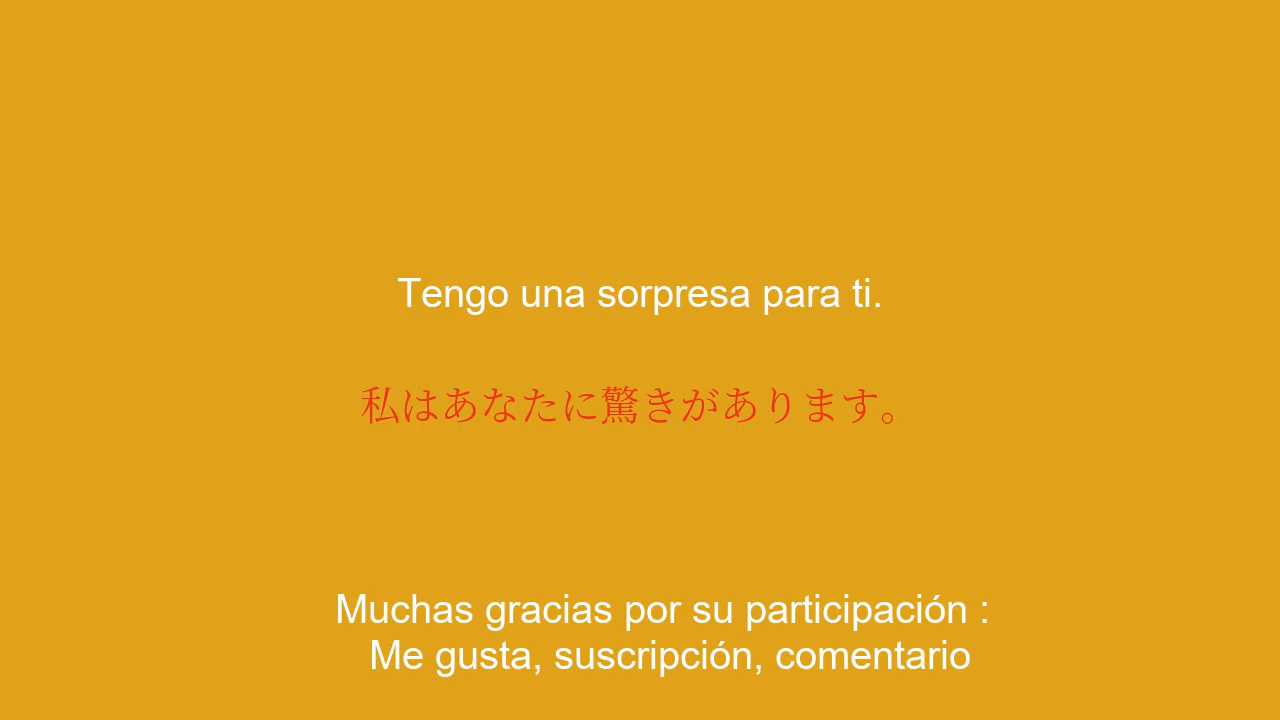 Tengo una sorpresa para ti.
私はあなたに驚きがあります。
Muchas gracias por su participación :
Me gusta, suscripción, comentario